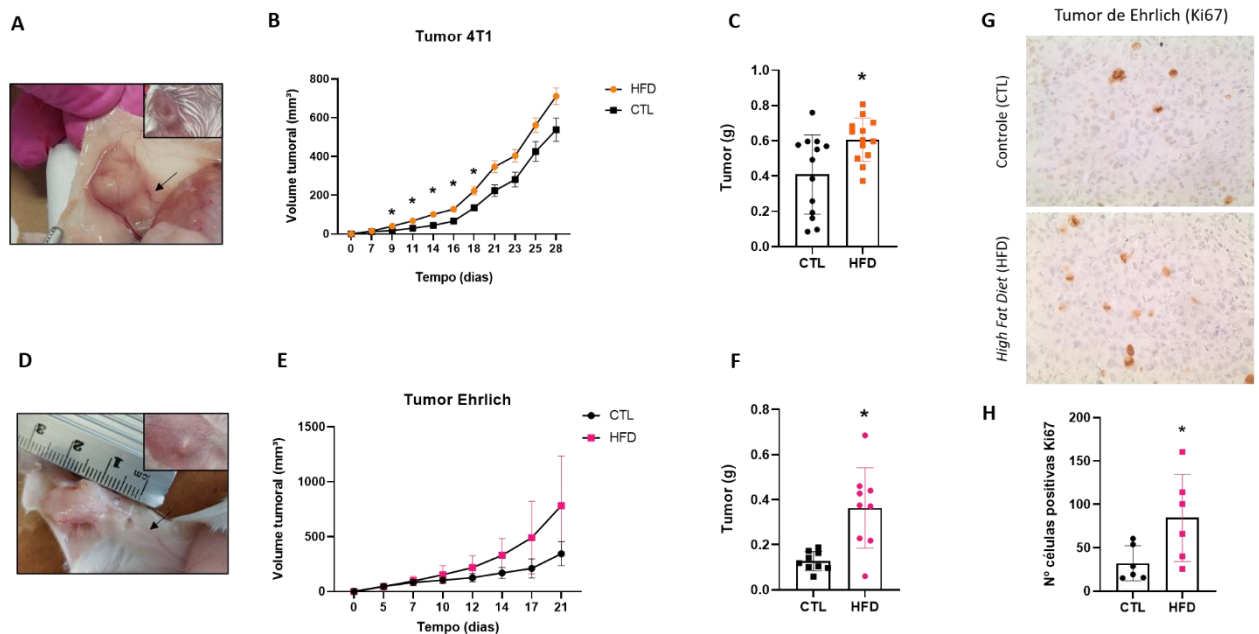 A
B
Tumor 4T1
Volume tumoral (mm³)
800
600
400
200
0
* * * * *
0 7 9 11 14 16 18 21 23 25 28
Tempo (dias)
HFD
CTL
C
Tumor (g)
1.0
0.8
0.6
0.4
0.2
0.0
*
CTL HFD
G
Tumor de Ehrlich (Ki67)
Controle (CTL)
High Fat Diet (HFD)
D
3 2 1
cm
E
Tumor Ehrlich
Volume tumoral (mm³)
1500
1000
500
0
0 5 7 10 12 14 17 21
Tempo (dias)
CTL
HFD
F
Tumor (g)
0.8
0.6
0.4
0.2
0.0
*
CTL HFD
H
Nº células positivas Ki67
200
150
100
50
0
*
CTL HFD